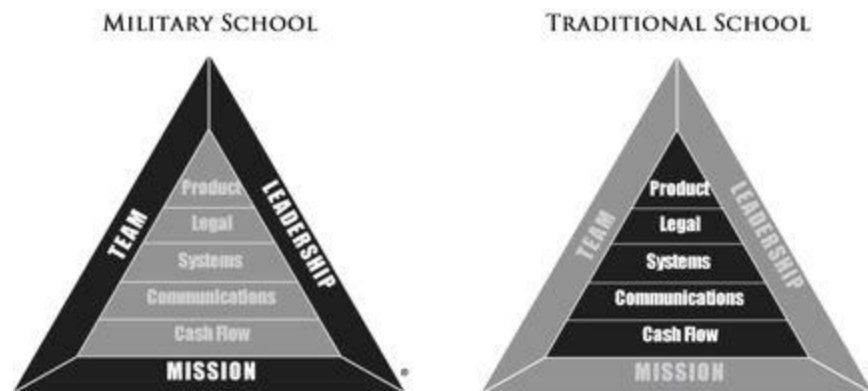 MILITARY SCHOOL
TEAM
LEADERSHIP
Product
Legal
Systems
Communications
Cash Flow
MISSION
®
TRADITIONAL SCHOOL
TEAM
LEADERSHIP
Product
Legal
Systems
Communications
Cash Flow
MISSION